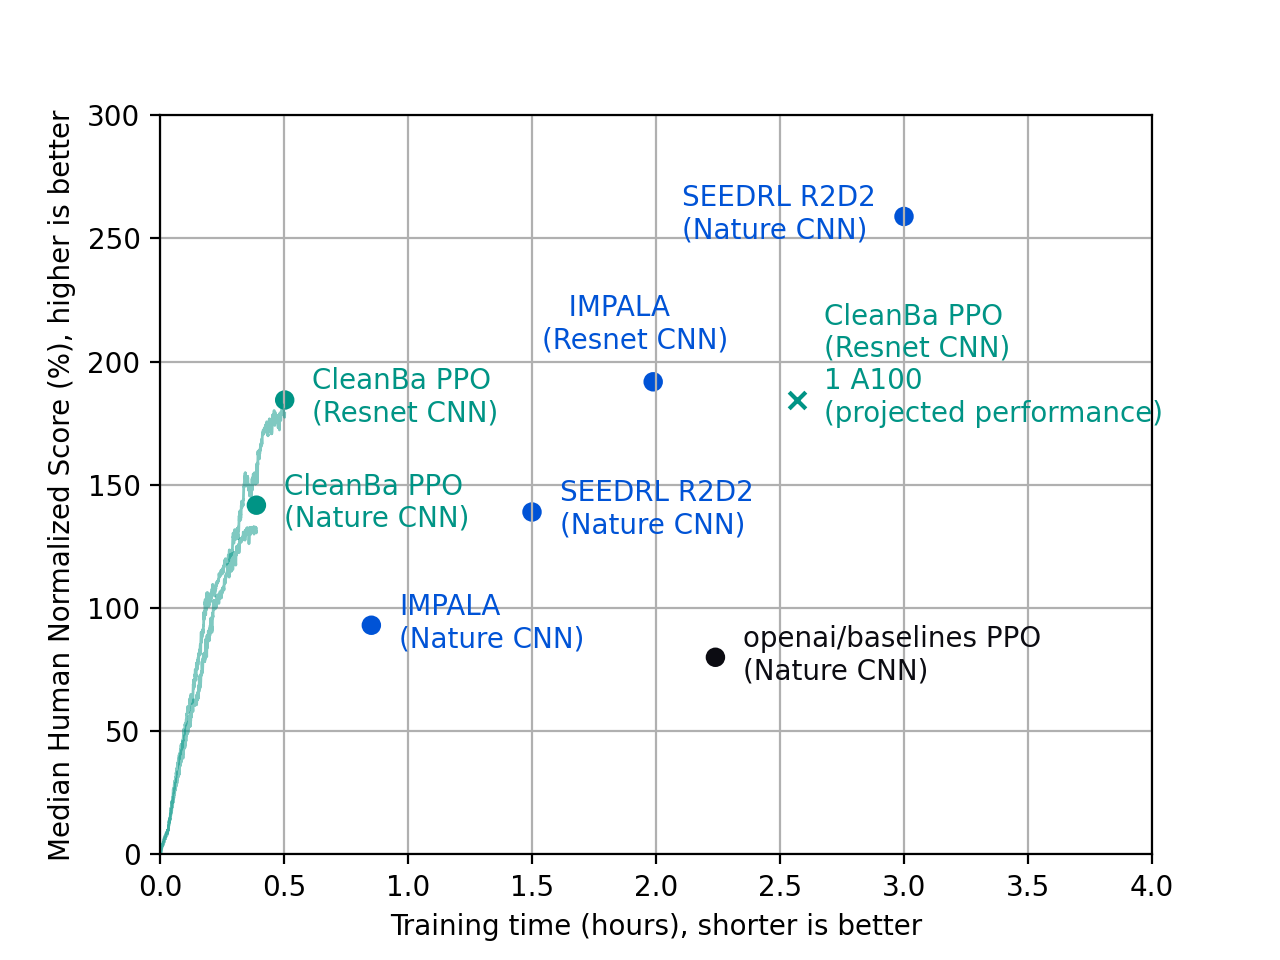 Median Human Normalized Score (%), higher is better
300
250
200
150
100
50
0
SEEDRL R2D2
(Nature CNN)
IMPALA
(Resnet CNN)
CleanBa PPO
(Resnet CNN)
1 A100
(projected performance)
CleanBa PPO
(Resnet CNN)
CleanBa PPO
(Nature CNN)
SEEDRL R2D2
(Nature CNN)
IMPALA
(Nature CNN)
openai/baselines PPO
(Nature CNN)
0.0 0.5 1.0 1.5 2.0 2.5 3.0 3.5 4.0
Training time (hours), shorter is better